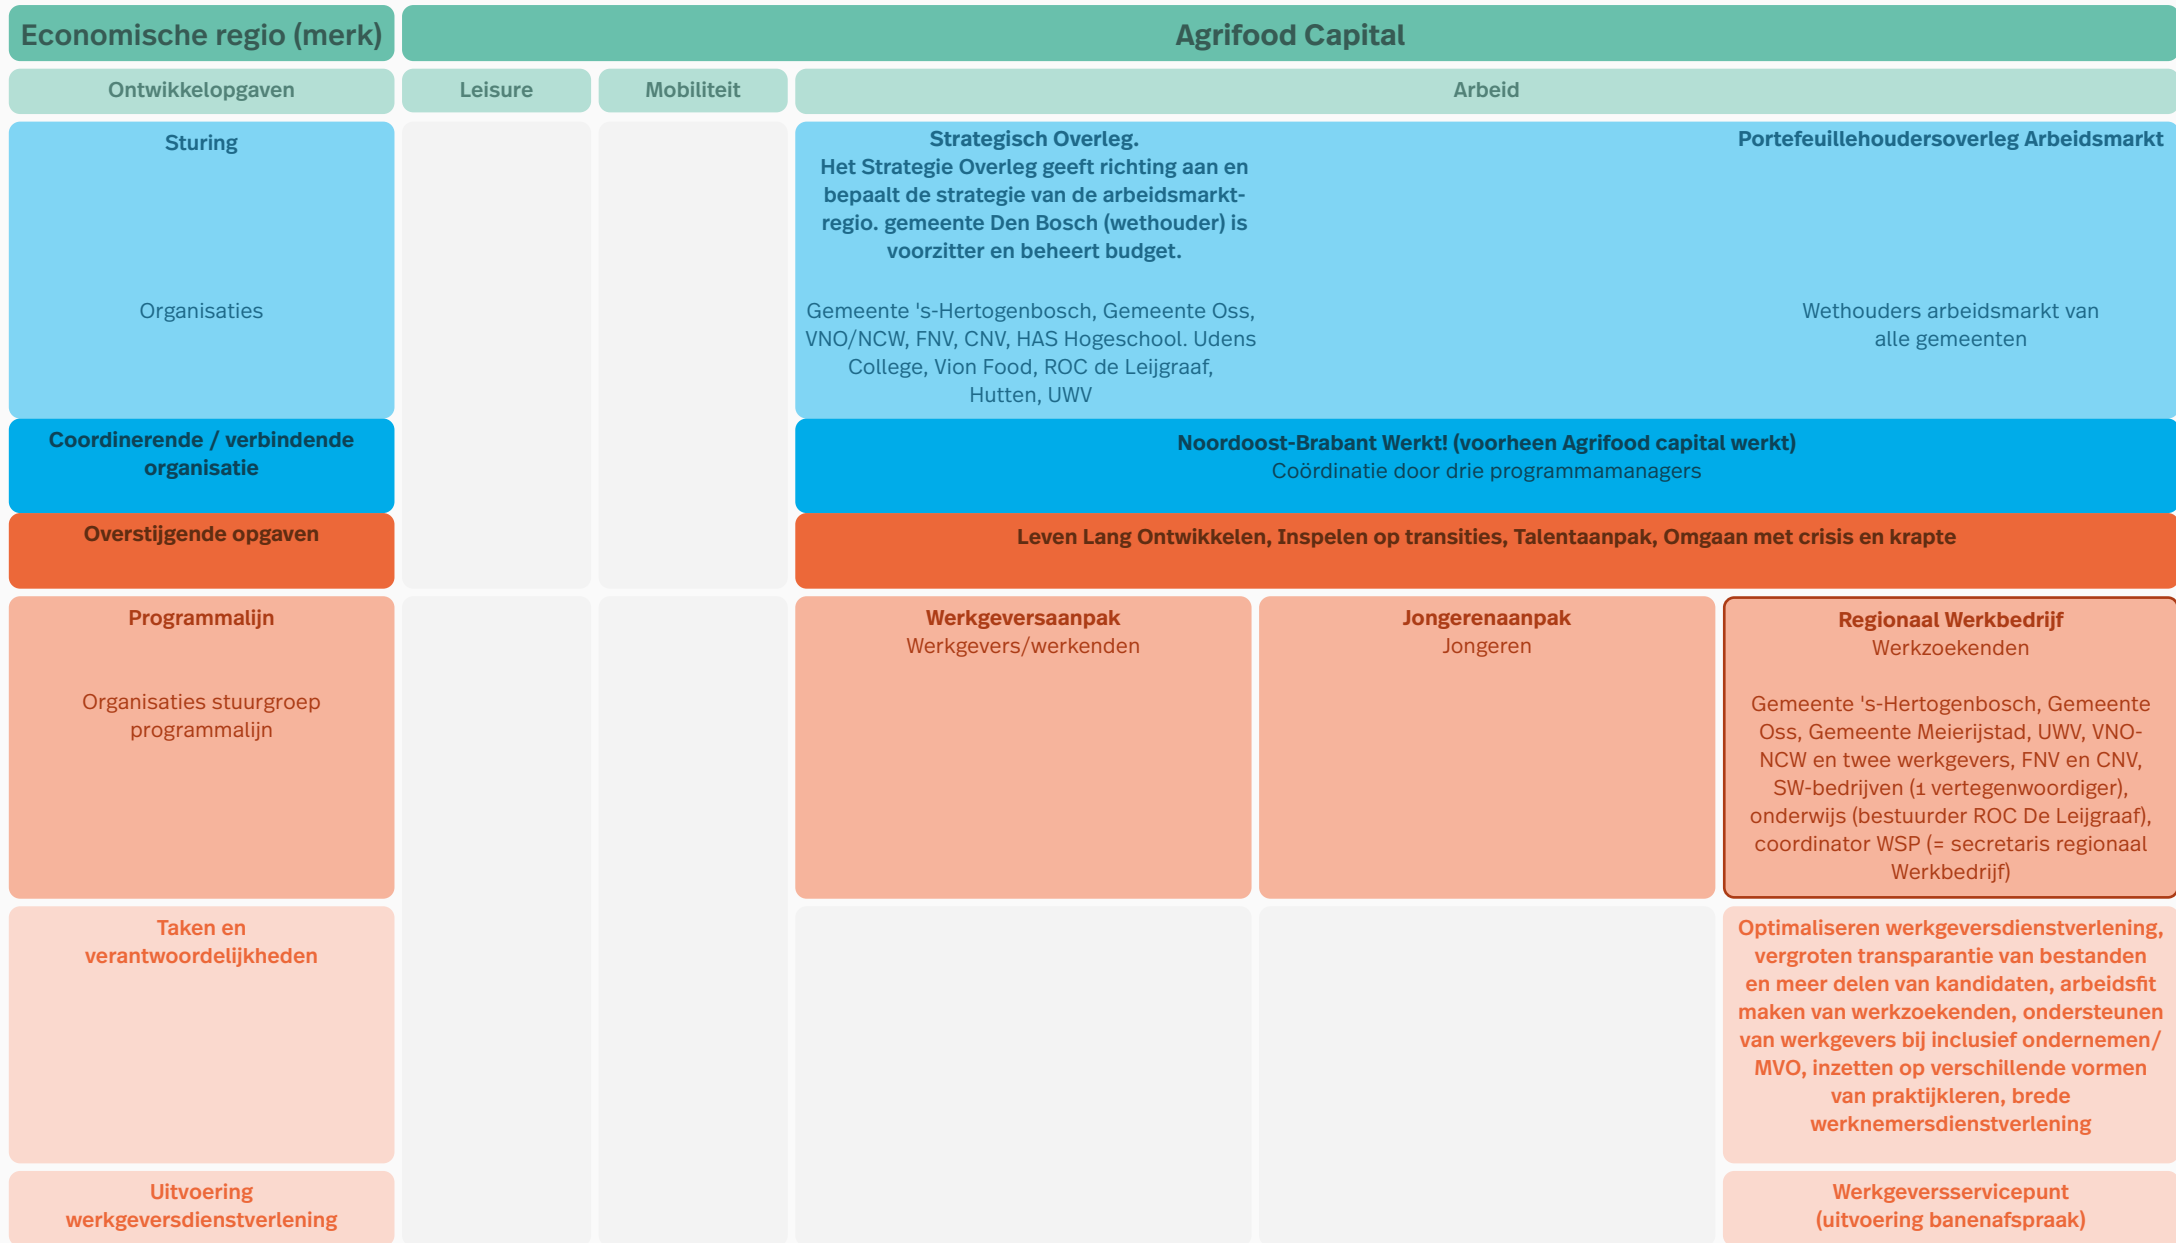 Economische regio (merk)
Agrifood Capital
Ontwikkelopgaven
Leisure
Mobiliteit
Arbeid
Sturing
Organisaties
Strategisch Overleg.
Het Strategie Overleg geeft richting aan en
bepaalt de strategie van de arbeidsmarkt-
regio. gemeente Den Bosch (wethouder) is
voorzitter en beheert budget.
Gemeente 's-Hertogenbosch, Gemeente Oss,
VNO/NCW, FNV, CNV, HAS Hogeschool. Udens
College, Vion Food, ROC de Leijgraaf,
Hutten, UWV
Portefeuillehoudersoverleg Arbeidsmarkt
Wethouders arbeidsmarkt van
alle gemeenten
Coordinerende / verbindende
organisatie
Noordoost-Brabant Werkt! (voorheen Agrifood capital werkt)
Coördinatie door drie programmamanagers
Overstijgende opgaven
Leven Lang Ontwikkelen, Inspelen op transities, Talentaanpak, Omgaan met crisis en krapte
Programmalijn
Organisaties stuurgroep
programmalijn
Werkgeversaanpak
Werkgevers/werkenden
Jongerenaanpak
Jongeren
Regionaal Werkbedrijf
Werkzoekenden
Gemeente 's-Hertogenbosch, Gemeente
Oss, Gemeente Meierijstad, UWV, VNO-
NCW en twee werkgevers, FNV en CNV,
SW-bedrijven (1 vertegenwoordiger),
onderwijs (bestuurder ROC De Leijgraaf),
coordinator WSP (= secretaris regionaal
Werkbedrijf)
Taken en
verantwoordelijkheden
Optimaliseren werkgeversdienstverlening,
vergroten transparantie van bestanden
en meer delen van kandidaten, arbeidsfit
maken van werkzoekenden, ondersteunen
van werkgevers bij inclusief ondernemen/
MVO, inzetten op verschillende vormen
van praktijkleren, brede
werknemersdienstverlening
Uitvoering
werkgeversdienstverlening
Werkgeversservicepunt
(uitvoering banenafspraak)